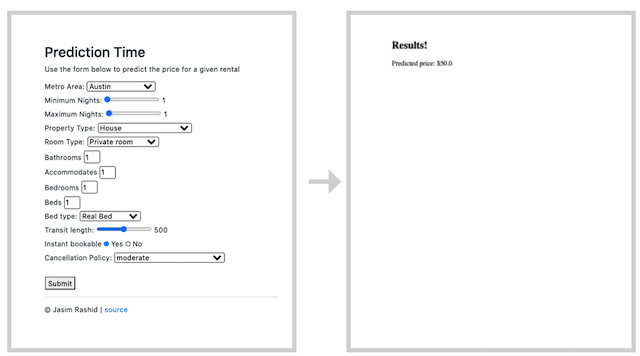 Prediction Time
Use the form below to predict the price for a given rental
Metro Area: Austin
Minimum Nights: 1
Maximum Nights: 1
Property Type: House
Room Type: Private room
Bathrooms 1
Accommodates 1
Bedrooms 1
Beds 1
Bed type: Real Bed
Transit length: 500
Instant bookable Yes No
Cancellation Policy: moderate
Submit
© Jasim Rashid | source
Results!
Predicted price: $50.0